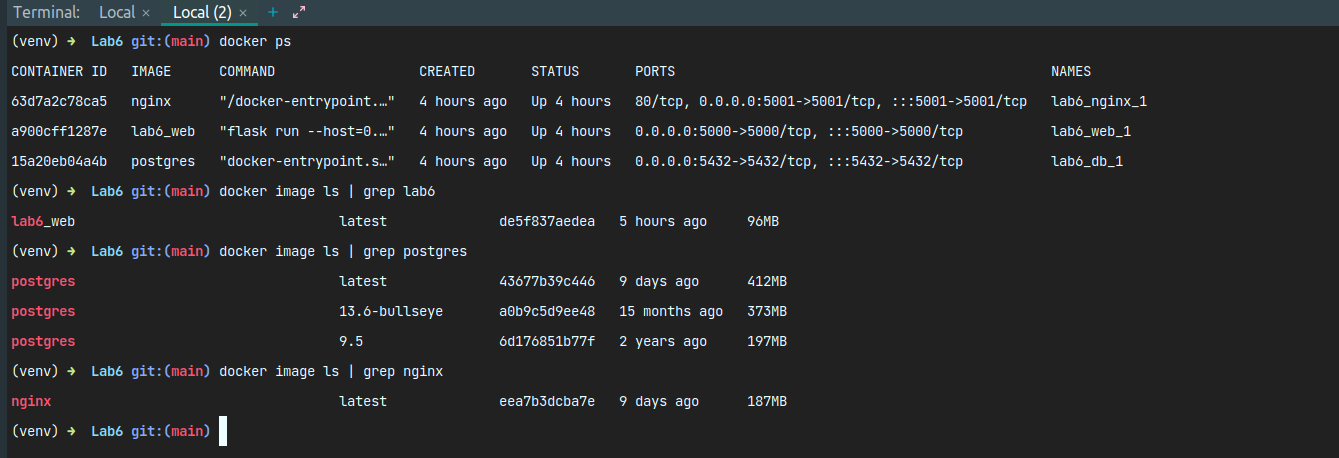 Terminal: Local × Local (2) × +
(venv) → Lab6 git:(main) docker ps
CONTAINER ID IMAGE COMMAND CREATED STATUS PORTS NAMES
63d7a2c78ca5 nginx "/docker-entrypoint.…" 4 hours ago Up 4 hours 80/tcp, 0.0.0.0:5001->5001/tcp, :::5001->5001/tcp lab6_nginx_1
a900cff1287e lab6_web "flask run --host=0.…" 4 hours ago Up 4 hours 0.0.0.0:5000->5000/tcp, :::5000->5000/tcp lab6_web_1
15a20eb04a4b postgres "docker-entrypoint.s…" 4 hours ago Up 4 hours 0.0.0.0:5432->5432/tcp, :::5432->5432/tcp lab6_db_1
(venv) → Lab6 git:(main) docker image ls | grep lab6
lab6_web latest de5f837aedea 5 hours ago 96MB
(venv) → Lab6 git:(main) docker image ls | grep postgres
postgres latest 43677b39c446 9 days ago 412MB
postgres 13.6-bullseye a0b9c5d9ee48 15 months ago 373MB
postgres 9.5 6d176851b77f 2 years ago 197MB
(venv) → Lab6 git:(main) docker image ls | grep nginx
nginx latest eea7b3dcba7e 9 days ago 187MB
(venv) → Lab6 git:(main)